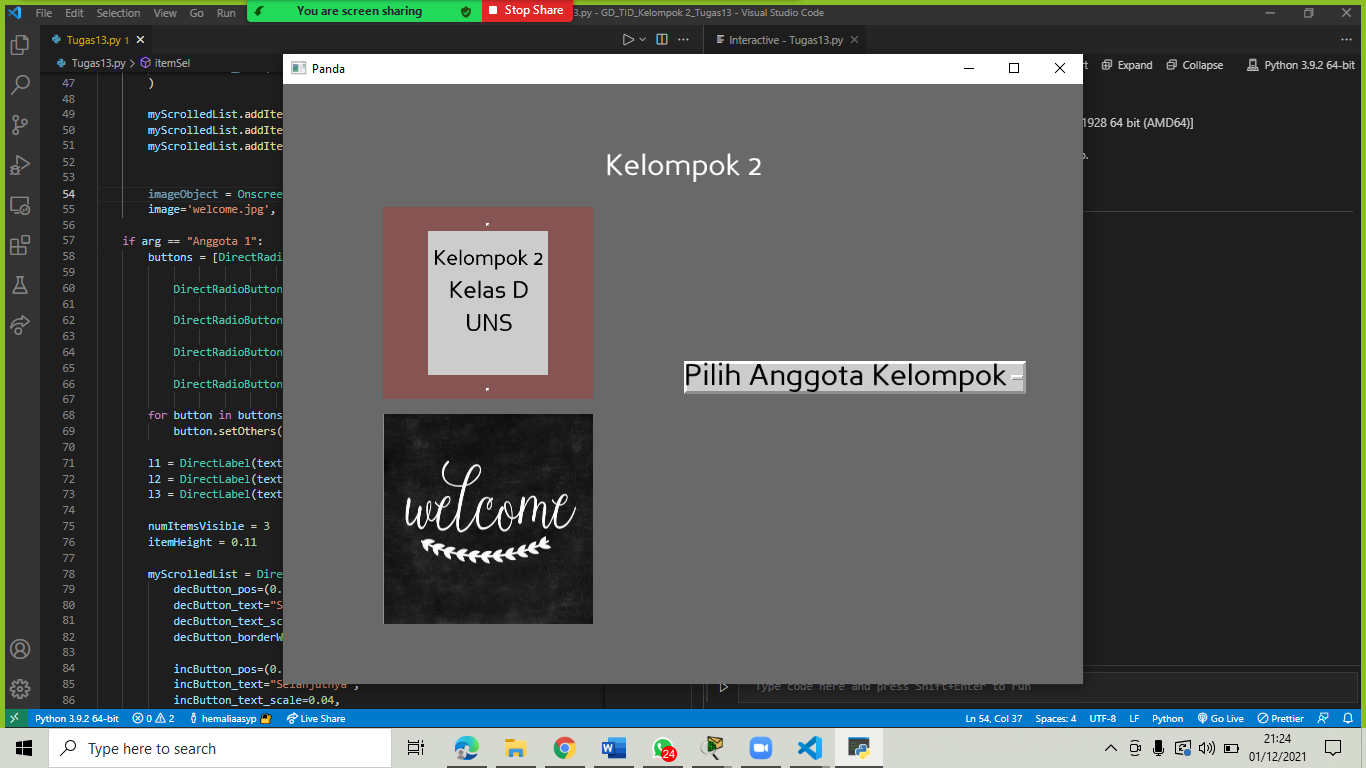 File Edit Selection View Go Run
You are screen sharing
Stop Share
3.py - GD_TID_Kelompok 2_Tugas13 - Visual Studio Code
Tugas13.py 1
Interactive - Tugas13.py
Tugas13.py > itemSel
Expand Collapse Python 3.9.2 64-bit
Panda
1928 64 bit (AMD64)]
Kelompok 2
Kelompok 2
Kelas D
UNS
Pilih Anggota Kelompok
welcome
47 )
48
49 myScrolledList.addIte
50 myScrolledList.addIte
51 myScrolledList.addIte
52
53
54 imageObject = Onscree
55 image='welcome.jpg',
56
57 if arg == "Anggota 1":
58 buttons = [DirectRadi
59
60 DirectRadioButton
61
62 DirectRadioButton
63
64 DirectRadioButton
65
66 DirectRadioButton
67
68 for button in buttons
69 button.setOthers(
70
71 l1 = DirectLabel(text
72 l2 = DirectLabel(text
73 l3 = DirectLabel(text
74
75 numItemsVisible = 3
76 itemHeight = 0.11
77
78 myScrolledList = Dire
79 decButton_pos=(0.
80 decButton_text="S
81 decButton_text_sc
82 decButton_borderW
83
84 incButton_pos=(0.
85 incButton_text="Selanjutnya",
86 incButton_text_scale=0.04,
Type code here and press Shift+Enter to run
Python 3.9.2 64-bit 0 2 hemaliaasyp Live Share
Ln 54, Col 37 Spaces: 4 UTF-8 LF Python Go Live Prettier
Type here to search
24
21:24
01/12/2021